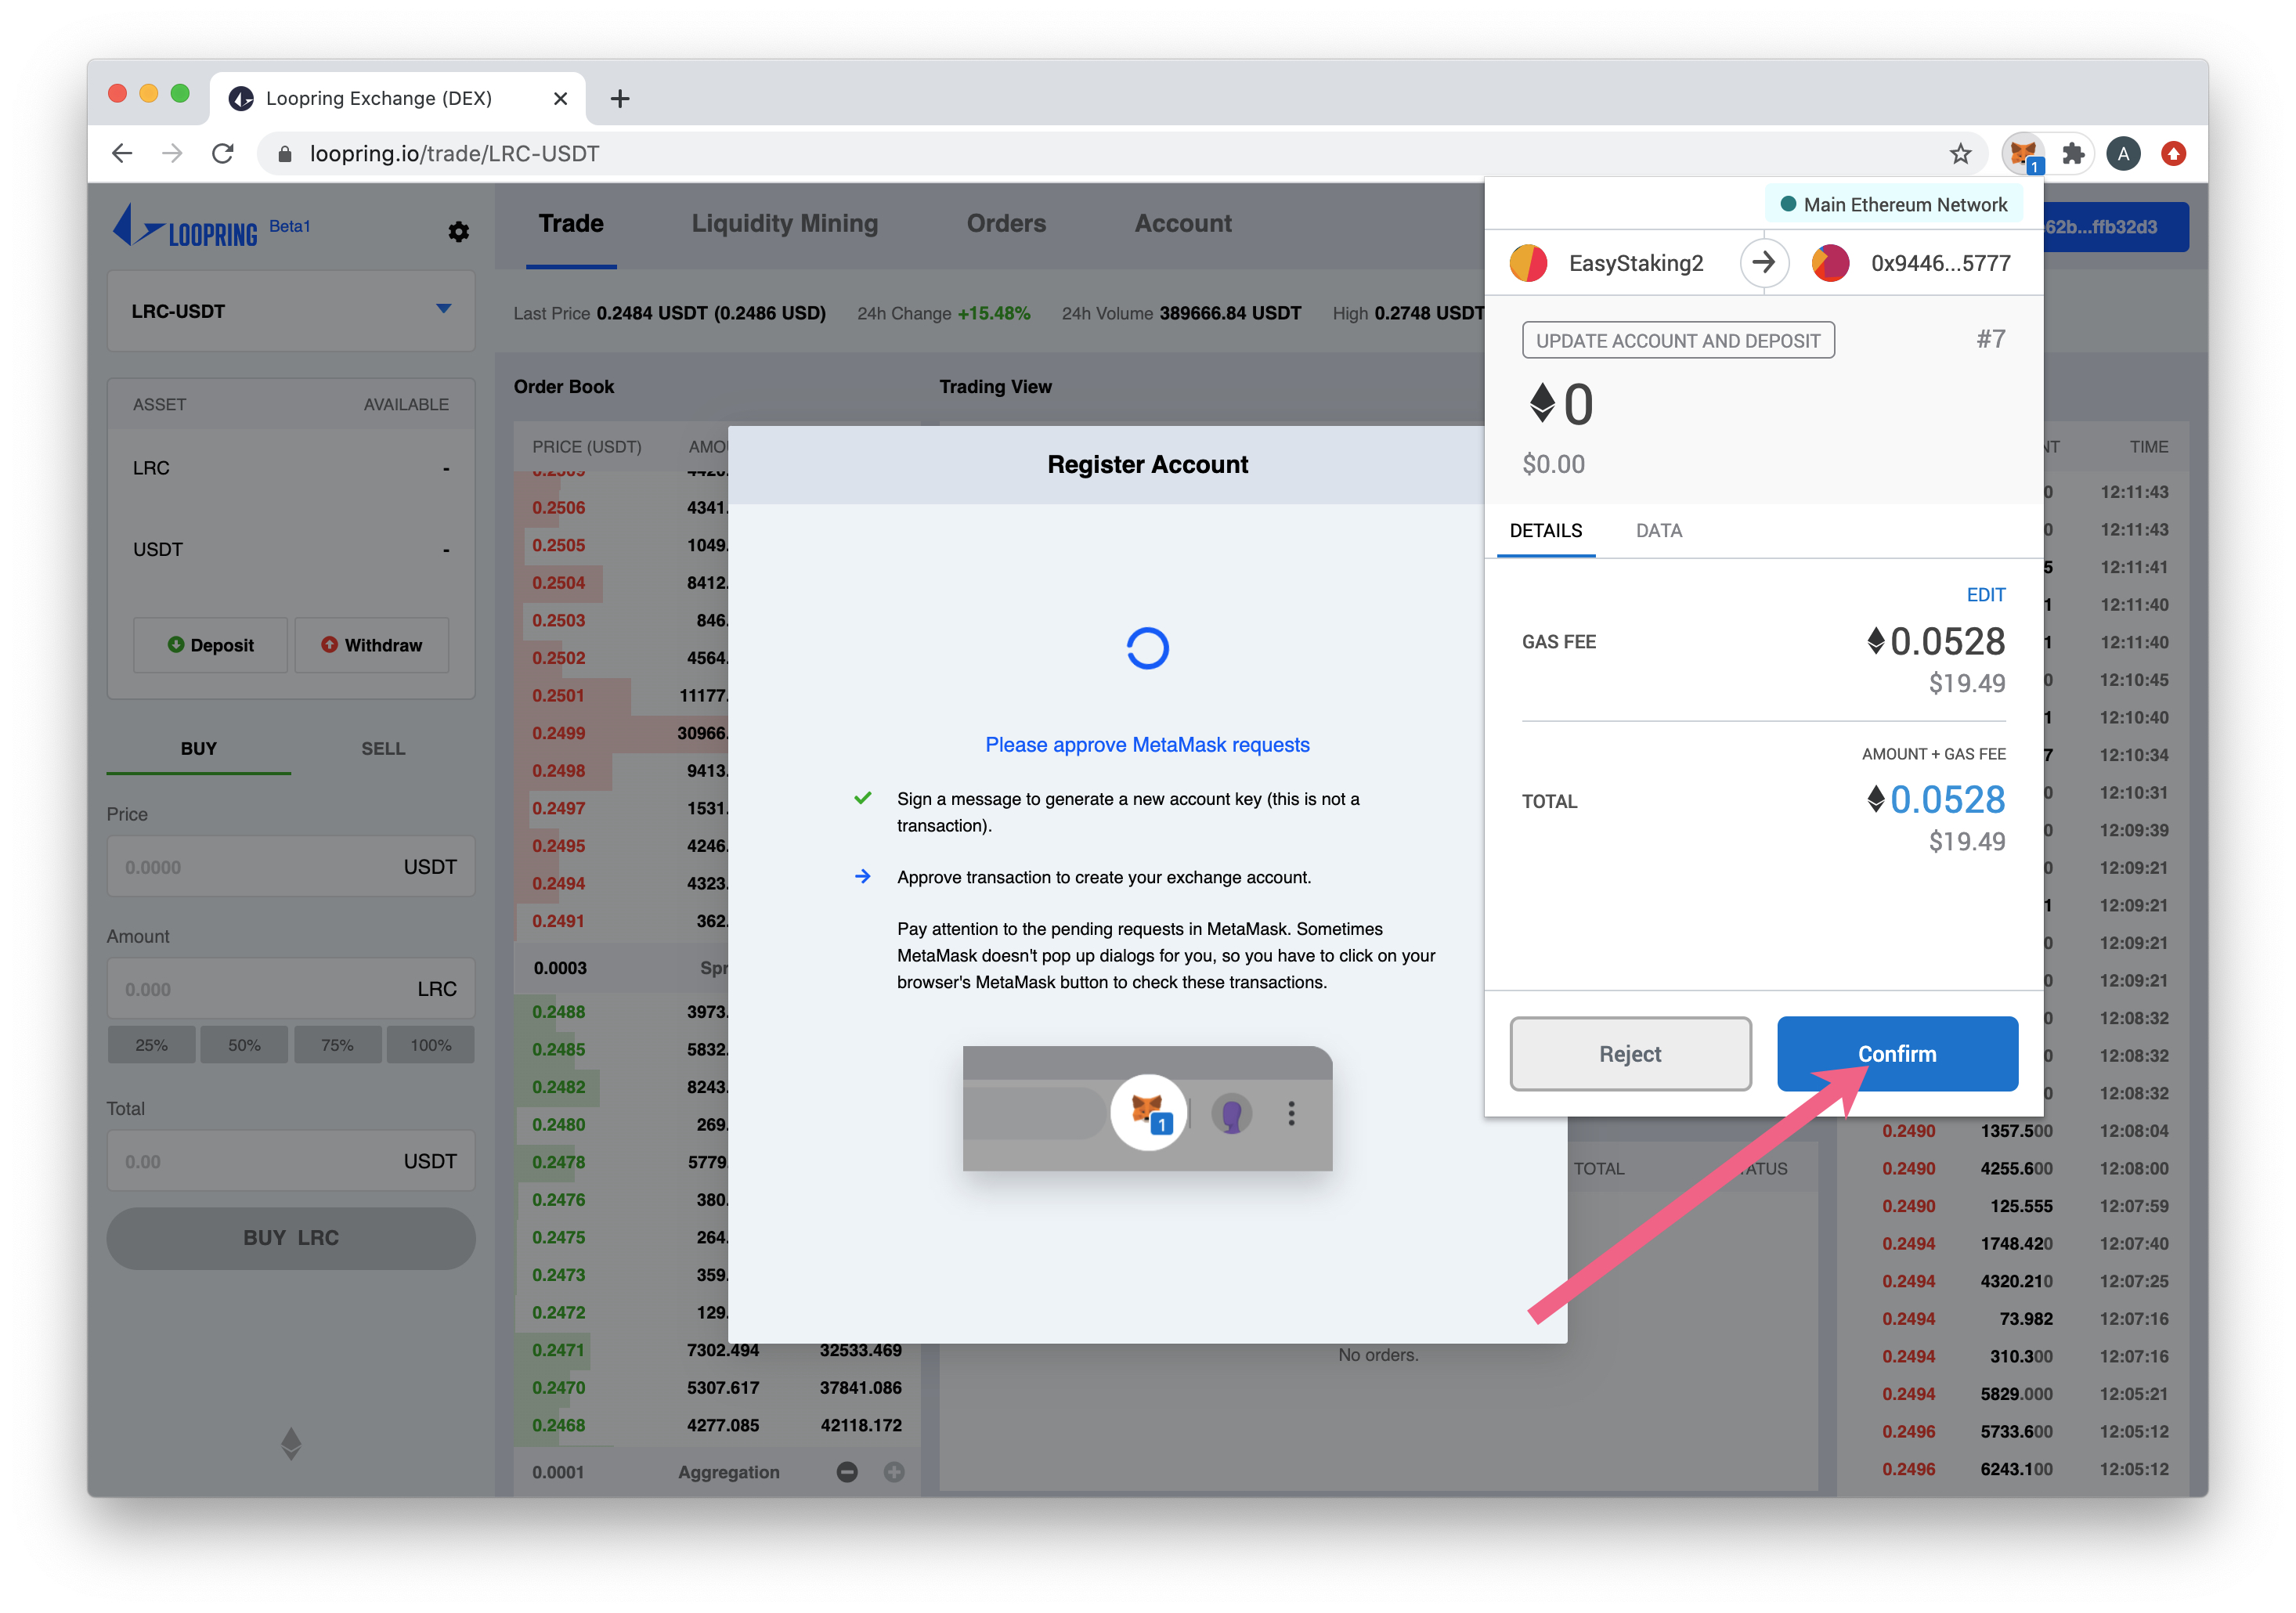 Loopring Exchange (DEX)
loopring.io/trade/LRC-USDT
1
A
LOOPRING Beta1
Trade Liquidity Mining Orders Account
62b...ffb32d3
LRC-USDT
Last Price 0.2484 USDT (0.2486 USD) 24h Change +15.48% 24h Volume 389666.84 USDT High 0.2748 USDT
ASSET AVAILABLE
LRC -
USDT -
Deposit Withdraw
BUY SELL
Price
0.0000 USDT
Amount
0.000 LRC
25% 50% 75% 100%
Total
0.00 USDT
BUY LRC
Order Book
PRICE (USDT)
0.2506 4341.
0.2505 1049.
0.2504 8412.
0.2503 846.
0.2502 4564.
0.2501 11177.
0.2499 30966.
0.2498 9413.
0.2497 1531.
0.2495 4246.
0.2494 4323.
0.2491 362.
0.0003 Spr
0.2488 3973.
0.2485 5832.
0.2482 8243.
0.2480 269.
0.2478 5779.
0.2476 380.
0.2475 264.
0.2473 359.
0.2472 129.
0.2471 7302.494 32533.469
0.2470 5307.617 37841.086
0.2468 4277.085 42118.172
0.0001 Aggregation
Trading View
Register Account
Please approve MetaMask requests
Sign a message to generate a new account key (this is not a
transaction).
Approve transaction to create your exchange account.
Pay attention to the pending requests in MetaMask. Sometimes
MetaMask doesn't pop up dialogs for you, so you have to click on your
browser's MetaMask button to check these transactions.
1
TOTAL
No orders.
Main Ethereum Network
EasyStaking2 0x9446...5777
UPDATE ACCOUNT AND DEPOSIT #7
0
$0.00
DETAILS DATA
EDIT
GAS FEE 0.0528
$19.49
AMOUNT + GAS FEE
TOTAL 0.0528
$19.49
Reject Confirm
NT TIME
0 12:11:43
0 12:11:43
5 12:11:41
1 12:11:40
1 12:11:40
0 12:10:45
1 12:10:40
7 12:10:34
0 12:10:31
0 12:09:39
0 12:09:21
1 12:09:21
0 12:09:21
0 12:09:21
0 12:08:32
0 12:08:32
0 12:08:32
0.2490 1357.500 12:08:04
0.2490 4255.600 12:08:00
0.2490 125.555 12:07:59
0.2494 1748.420 12:07:40
0.2494 4320.210 12:07:25
0.2494 73.982 12:07:16
0.2494 310.300 12:07:16
0.2494 5829.000 12:05:21
0.2496 5733.600 12:05:12
0.2496 6243.100 12:05:12